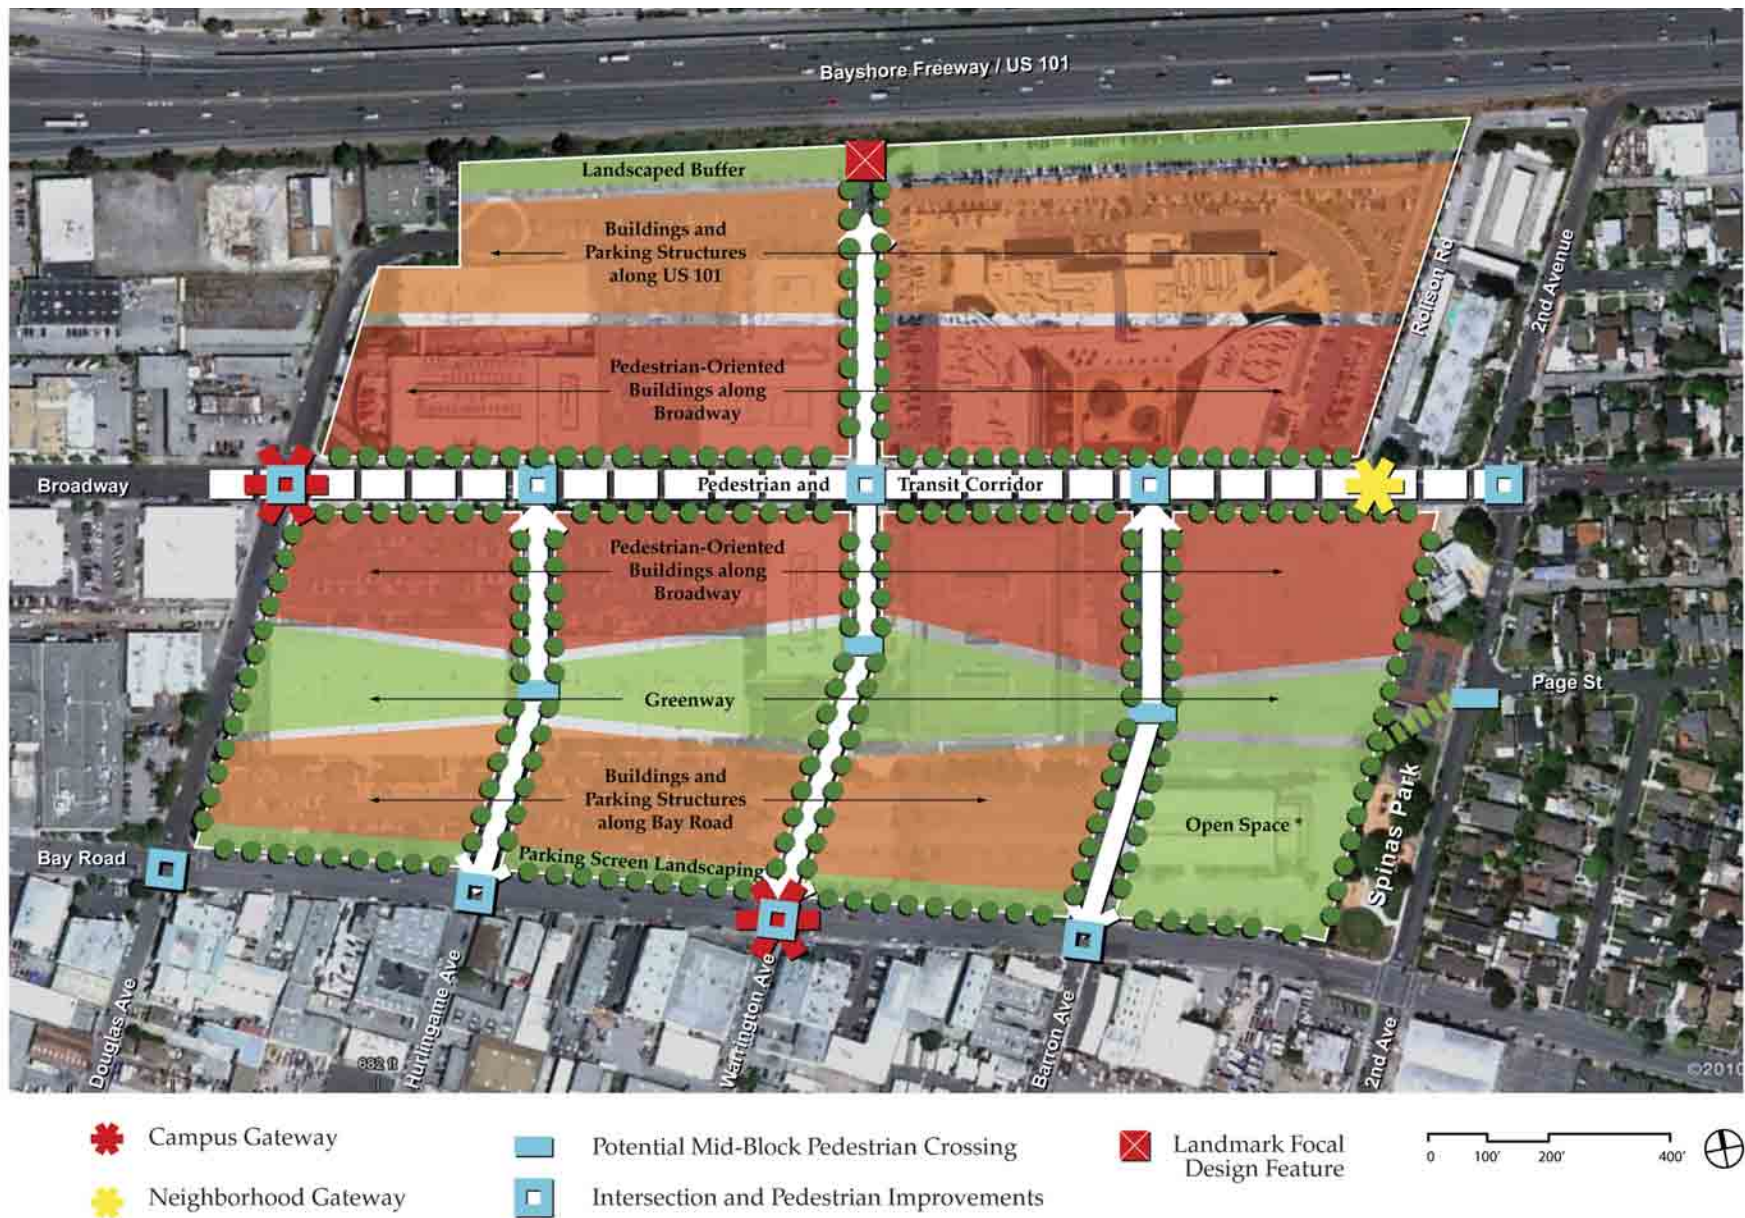 Bayshore Freeway / US 101
Landscaped Buffer
Buildings and
Parking Structures
along US 101
Rolison Rd
2nd Avenue
Pedestrian-Oriented
Buildings along
Broadway
Broadway
Pedestrian and Transit Corridor
Pedestrian-Oriented
Buildings along
Broadway
Greenway
Page St
Buildings and
Parking Structures
along Bay Road
Open Space *
Spinas Park
Bay Road
Parking Screen Landscaping
Douglas Ave
Hurlingame Ave
Warrington Ave
Barron Ave
2nd Ave
682 ft
©2010
Campus Gateway
Neighborhood Gateway
Potential Mid-Block Pedestrian Crossing
Intersection and Pedestrian Improvements
Landmark Focal
Design Feature
0 100' 200' 400'